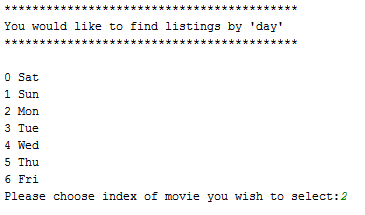 ******************************************
You would like to find listings by 'day'
******************************************
0 Sat
1 Sun
2 Mon
3 Tue
4 Wed
5 Thu
6 Fri
Please choose index of movie you wish to select:2